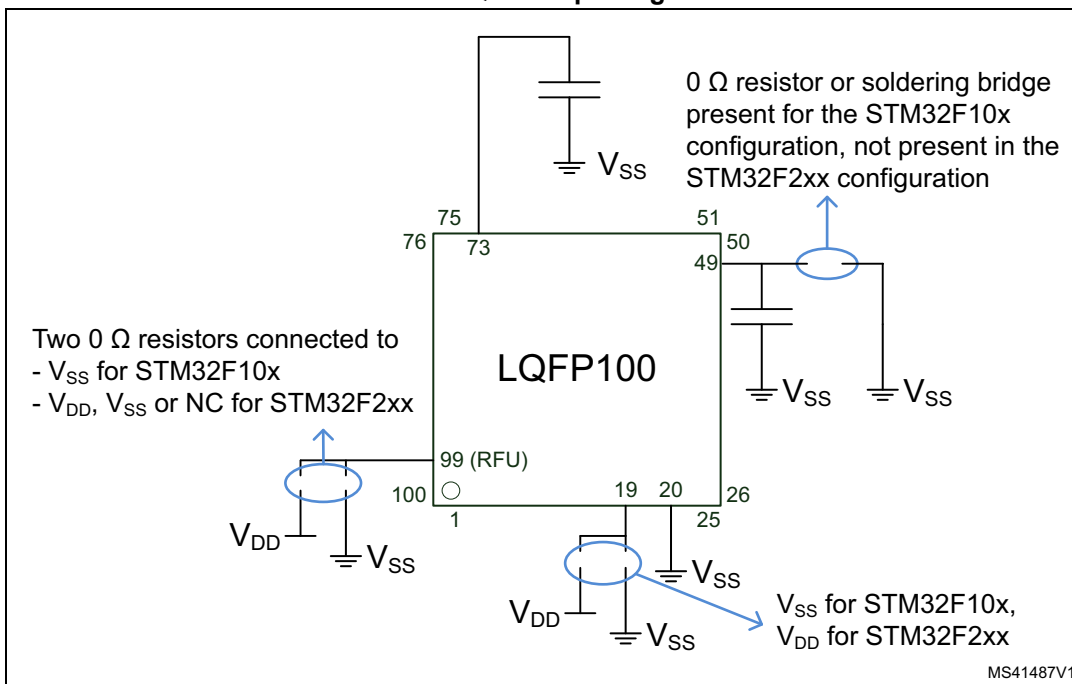 V_SS
0 Ω resistor or soldering bridge
present for the STM32F10x
configuration, not present in the
STM32F2xx configuration
75
51
76
73
50
49
Two 0 Ω resistors connected to
- V_SS for STM32F10x
- V_DD, V_SS or NC for STM32F2xx
LQFP100
V_SS
V_SS
99 (RFU)
100
19
20
26
1
25
V_DD
V_SS
V_SS
V_DD
V_SS
V_SS for STM32F10x,
V_DD for STM32F2xx
MS41487V1